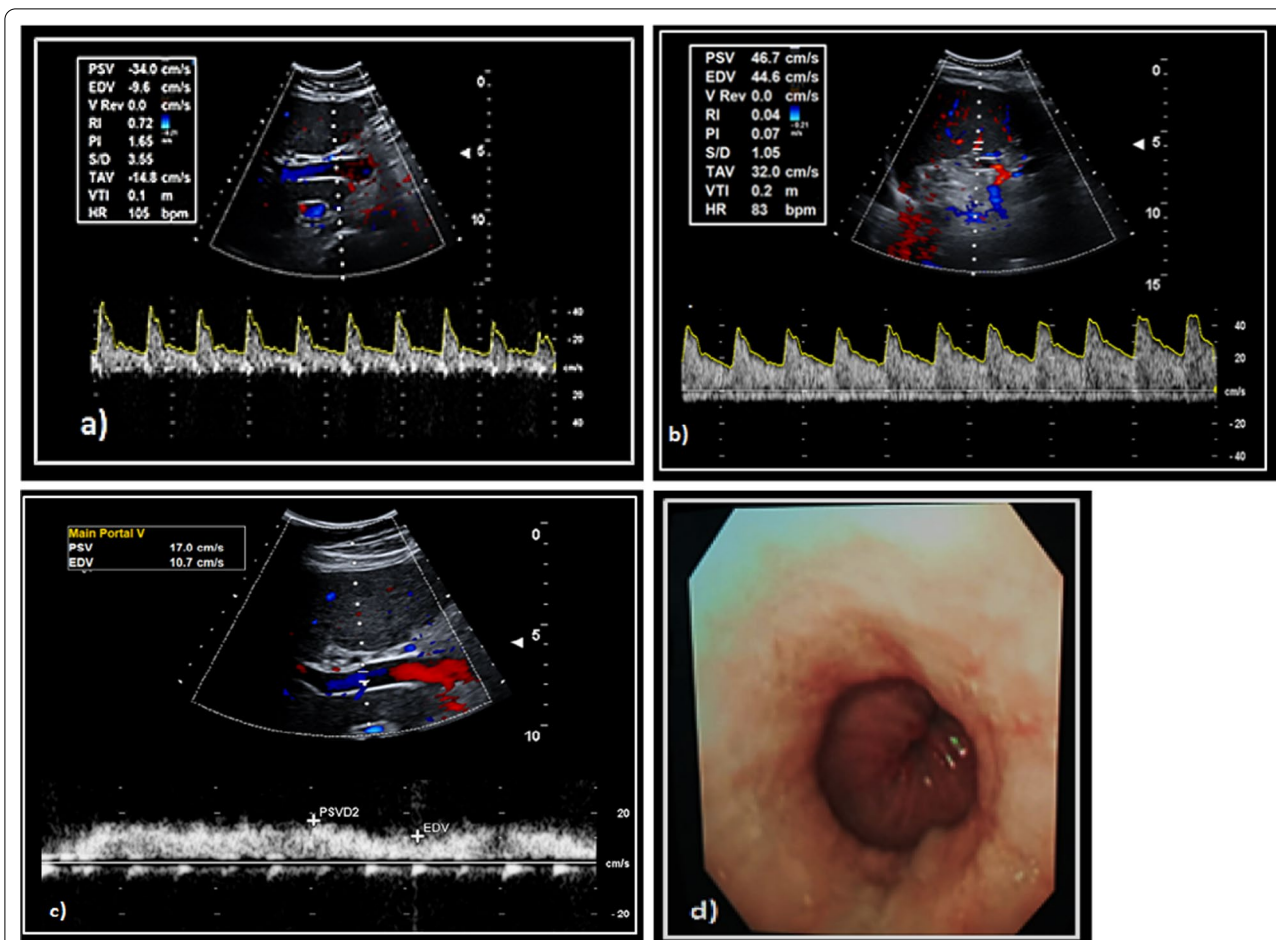 PSV -34.0 cm/s
EDV -9.6 cm/s
V Rev 0.0 cm/s
RI 0.72
PI 1.65
S/D 3.55
TAV -14.8 cm/s
VTI 0.1 m
HR 105 bpm
0
5
10
-40
+20
cm/s
20
40
a)
PSV 46.7 cm/s
EDV 44.6 cm/s
V Rev 0.0 cm/s
RI 0.04
-0.21
PI 0.07 m/s
S/D 1.05
TAV 32.0 cm/s
VTI 0.2 m
HR 83 bpm
0
5
10
15
40
20
cm/s
-20
-40
b)
Main Portal V
PSV 17.0 cm/s
EDV 10.7 cm/s
0
5
10
PSVD2
EDV
20
cm/s
-20
c)
d)